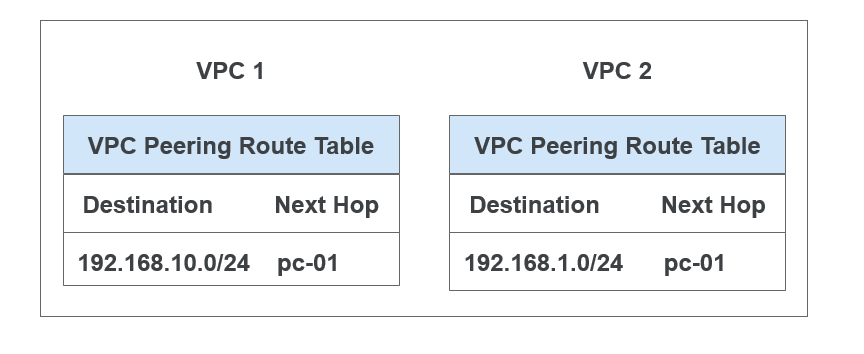 VPC 1
VPC Peering Route Table
Destination Next Hop
192.168.10.0/24 pc-01
VPC 2
VPC Peering Route Table
Destination Next Hop
192.168.1.0/24 pc-01